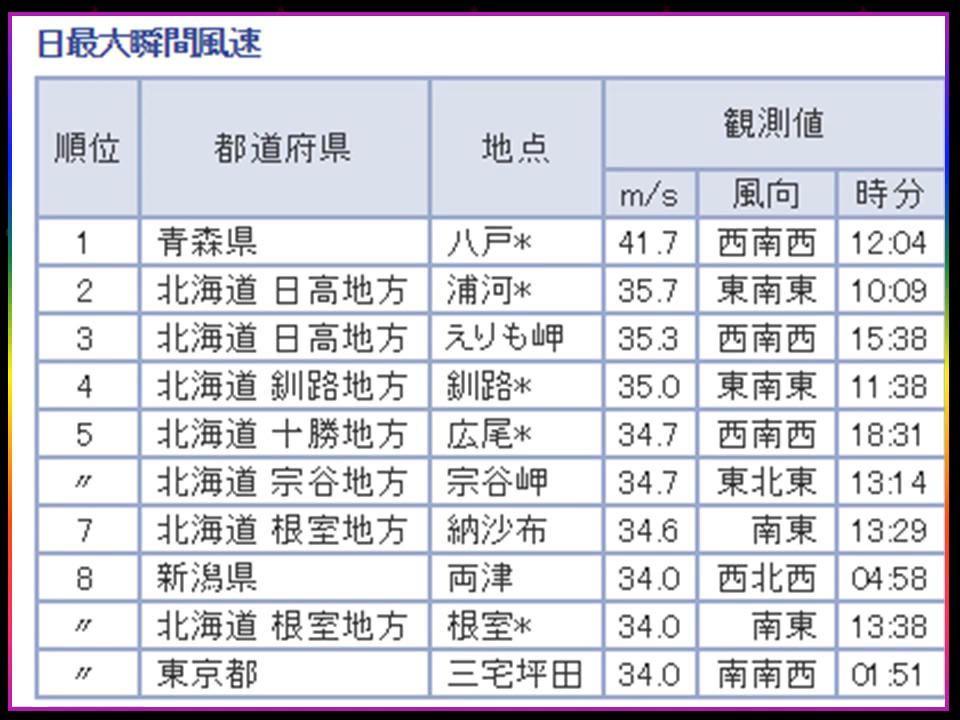 日最大瞬間風速
順位 都道府県 地点 観測値
m/s 風向 時分
1 青森県 八戸* 41.7 西南西 12:04
2 北海道 日高地方 浦河* 35.7 東南東 10:09
3 北海道 日高地方 えりも岬 35.3 西南西 15:38
4 北海道 釧路地方 釧路* 35.0 東南東 11:38
5 北海道 十勝地方 広尾* 34.7 西南西 18:31
〃 北海道 宗谷地方 宗谷岬 34.7 東北東 13:14
7 北海道 根室地方 納沙布 34.6 南東 13:29
8 新潟県 両津 34.0 西北西 04:58
〃 北海道 根室地方 根室* 34.0 南東 13:38
〃 東京都 三宅坪田 34.0 南南西 01:51